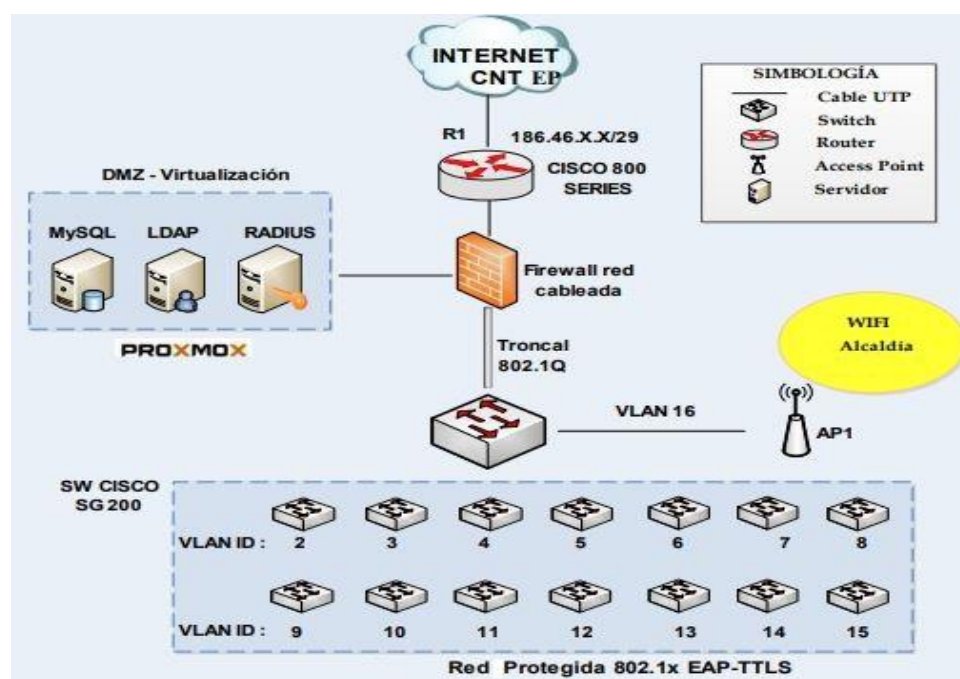 INTERNET
CNT EP
R1
186.46.X.X/29
CISCO 800
SERIES
SIMBOLOGÍA
Cable UTP
Switch
Router
Access Point
Servidor
DMZ - Virtualización
MySQL LDAP RADIUS
PROXMOX
Firewall red
cableada
Troncal
802.1Q
WIFI
Alcaldía
VLAN 16
AP1
SW CISCO
SG200
VLAN ID : 2 3 4 5 6 7 8
VLAN ID : 9 10 11 12 13 14 15
Red Protegida 802.1x EAP-TTLS